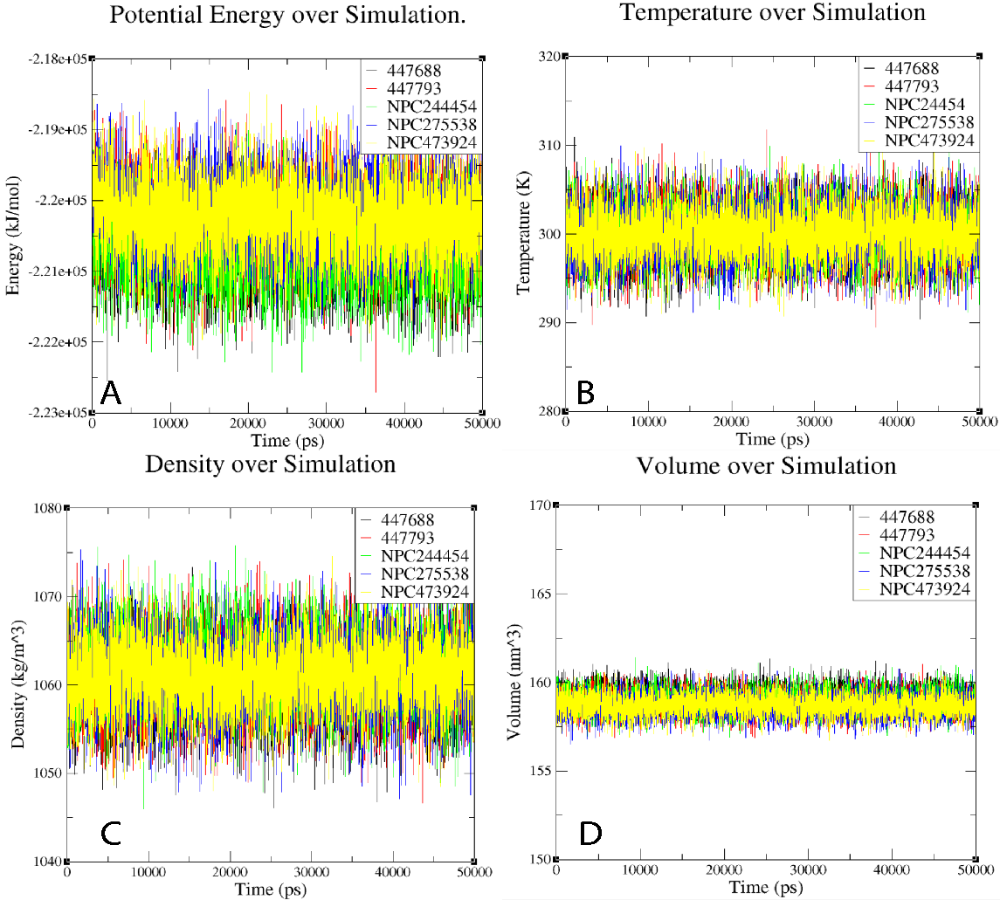 Potential Energy over Simulation.
-2.18e+05
-2.19e+05
-2.2e+05
-2.21e+05
-2.22e+05
-2.23e+05
Energy (kJ/mol)
447688
447793
NPC244454
NPC275538
NPC473924
A
0 10000 20000 30000 40000 50000
Time (ps)
Temperature over Simulation
320
310
300
290
280
Temperature (K)
447688
447793
NPC24454
NPC275538
NPC473924
B
0 10000 20000 30000 40000 50000
Time (ps)
Density over Simulation
1080
1070
1060
1050
1040
Density (kg/m^3)
447688
447793
NPC244454
NPC275538
NPC473924
C
0 10000 20000 30000 40000 50000
Time (ps)
Volume over Simulation
170
165
160
155
150
Volume (nm^3)
447688
447793
NPC244454
NPC275538
NPC473924
D
0 10000 20000 30000 40000 50000
Time (ps)